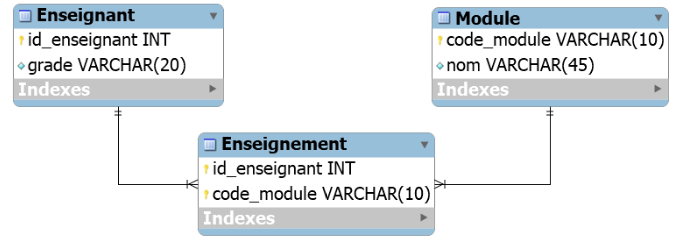 Enseignant
id_enseignant INT
grade VARCHAR(20)
Indexes
Module
code_module VARCHAR(10)
nom VARCHAR(45)
Indexes
Enseignement
id_enseignant INT
code_module VARCHAR(10)
Indexes